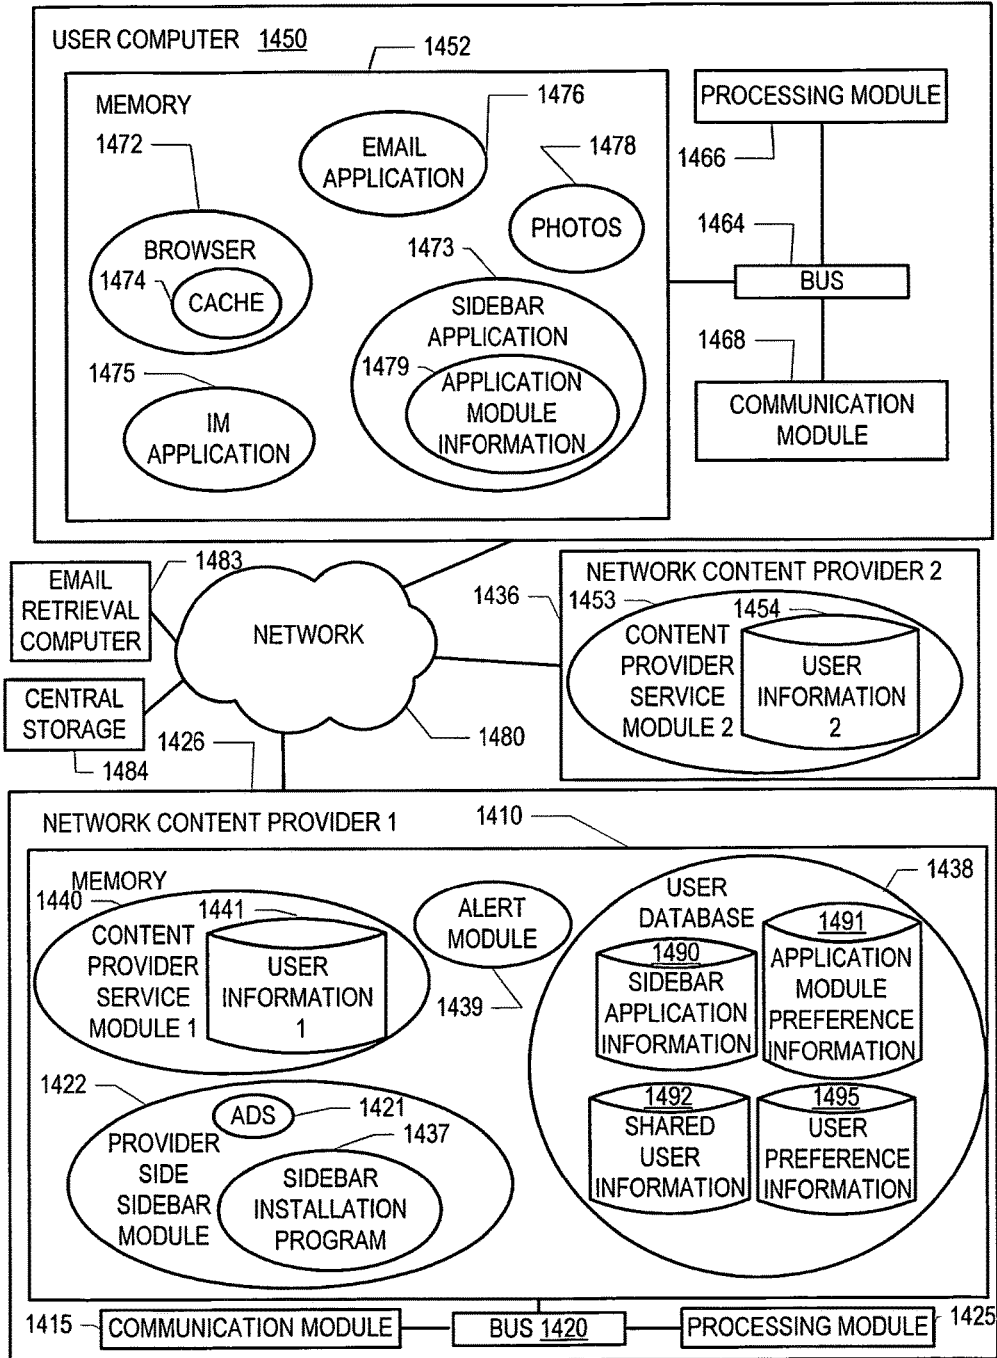 USER COMPUTER 1450
1452
MEMORY
1472
EMAIL
APPLICATION
1476
1478
PHOTOS
BROWSER
1474
CACHE
1473
SIDEBAR
APPLICATION
1479
APPLICATION
MODULE
INFORMATION
1475
IM
APPLICATION
PROCESSING MODULE
1466
1464
BUS
1468
COMMUNICATION
MODULE
1483
EMAIL
RETRIEVAL
COMPUTER
NETWORK
CENTRAL
STORAGE
1484
1480
1436
NETWORK CONTENT PROVIDER 2
1453
1454
CONTENT
PROVIDER
SERVICE
MODULE 2
USER
INFORMATION
2
1426
NETWORK CONTENT PROVIDER 1
1410
MEMORY
1440
1441
CONTENT
PROVIDER
SERVICE
MODULE 1
USER
INFORMATION
1
ALERT
MODULE
1439
1438
USER
DATABASE
1490
SIDEBAR
APPLICATION
INFORMATION
1491
APPLICATION
MODULE
PREFERENCE
INFORMATION
1492
SHARED
USER
INFORMATION
1495
USER
PREFERENCE
INFORMATION
1422
ADS
1421
1437
PROVIDER
SIDE
SIDEBAR
MODULE
SIDEBAR
INSTALLATION
PROGRAM
1415
COMMUNICATION MODULE
BUS 1420
PROCESSING MODULE
1425